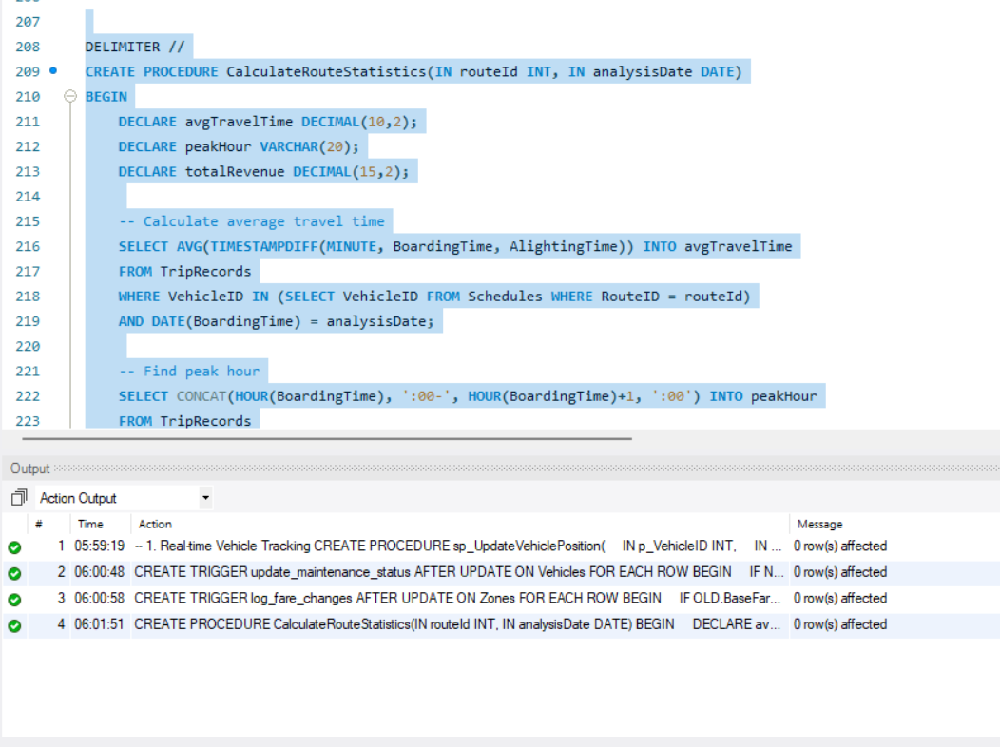 207
208 DELIMITER //
209 CREATE PROCEDURE CalculateRouteStatistics(IN routeId INT, IN analysisDate DATE)
210 BEGIN
211 DECLARE avgTravelTime DECIMAL(10,2);
212 DECLARE peakHour VARCHAR(20);
213 DECLARE totalRevenue DECIMAL(15,2);
214
215 -- Calculate average travel time
216 SELECT AVG(TIMESTAMPDIFF(MINUTE, BoardingTime, AlightingTime)) INTO avgTravelTime
217 FROM TripRecords
218 WHERE VehicleID IN (SELECT VehicleID FROM Schedules WHERE RouteID = routeId)
219 AND DATE(BoardingTime) = analysisDate;
220
221 -- Find peak hour
222 SELECT CONCAT(HOUR(BoardingTime), ':00-', HOUR(BoardingTime)+1, ':00') INTO peakHour
223 FROM TripRecords
Output
Action Output
# Time Action Message
1 05:59:19 -- 1. Real-time Vehicle Tracking CREATE PROCEDURE sp_UpdateVehiclePosition( IN p_VehicleID INT, IN ... 0 row(s) affected
2 06:00:48 CREATE TRIGGER update_maintenance_status AFTER UPDATE ON Vehicles FOR EACH ROW BEGIN IF N... 0 row(s) affected
3 06:00:58 CREATE TRIGGER log_fare_changes AFTER UPDATE ON Zones FOR EACH ROW BEGIN IF OLD.BaseFar... 0 row(s) affected
4 06:01:51 CREATE PROCEDURE CalculateRouteStatistics(IN routeId INT, IN analysisDate DATE) BEGIN DECLARE av... 0 row(s) affected